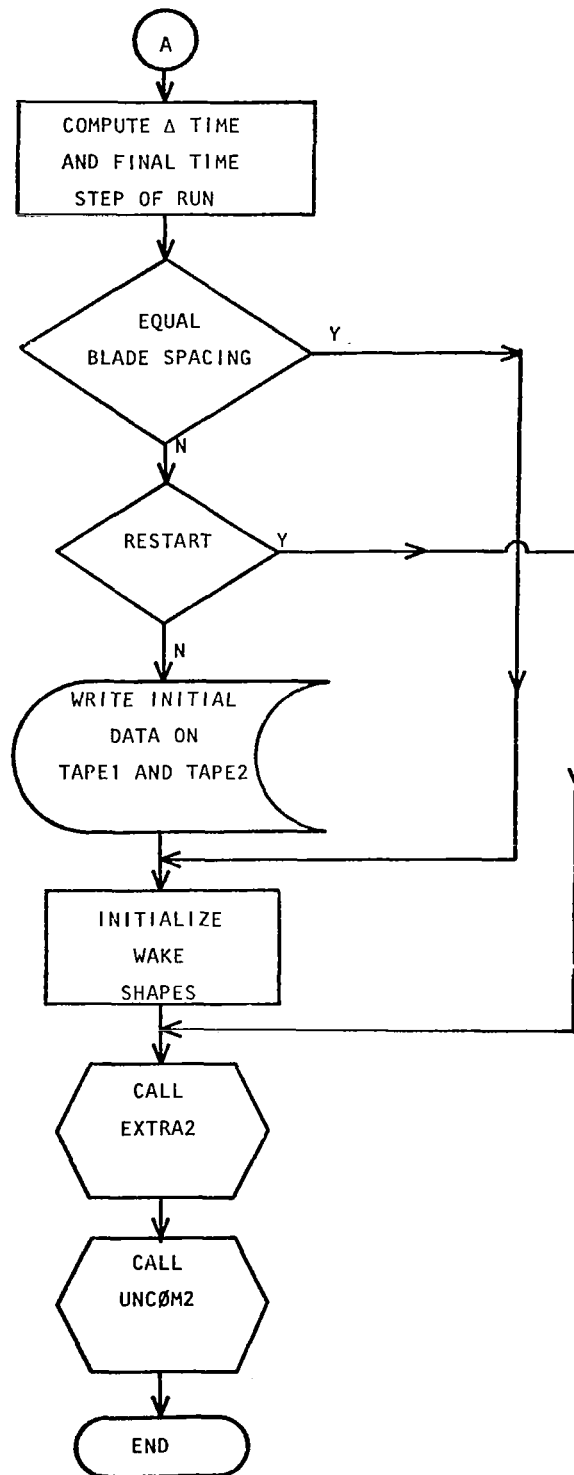 A
COMPUTE Δ TIME
AND FINAL TIME
STEP OF RUN
EQUAL
BLADE SPACING
Y
N
RESTART
Y
N
WRITE INITIAL
DATA ON
TAPE1 AND TAPE2
INITIALIZE
WAKE
SHAPES
CALL
EXTRA2
CALL
UNCØM2
END